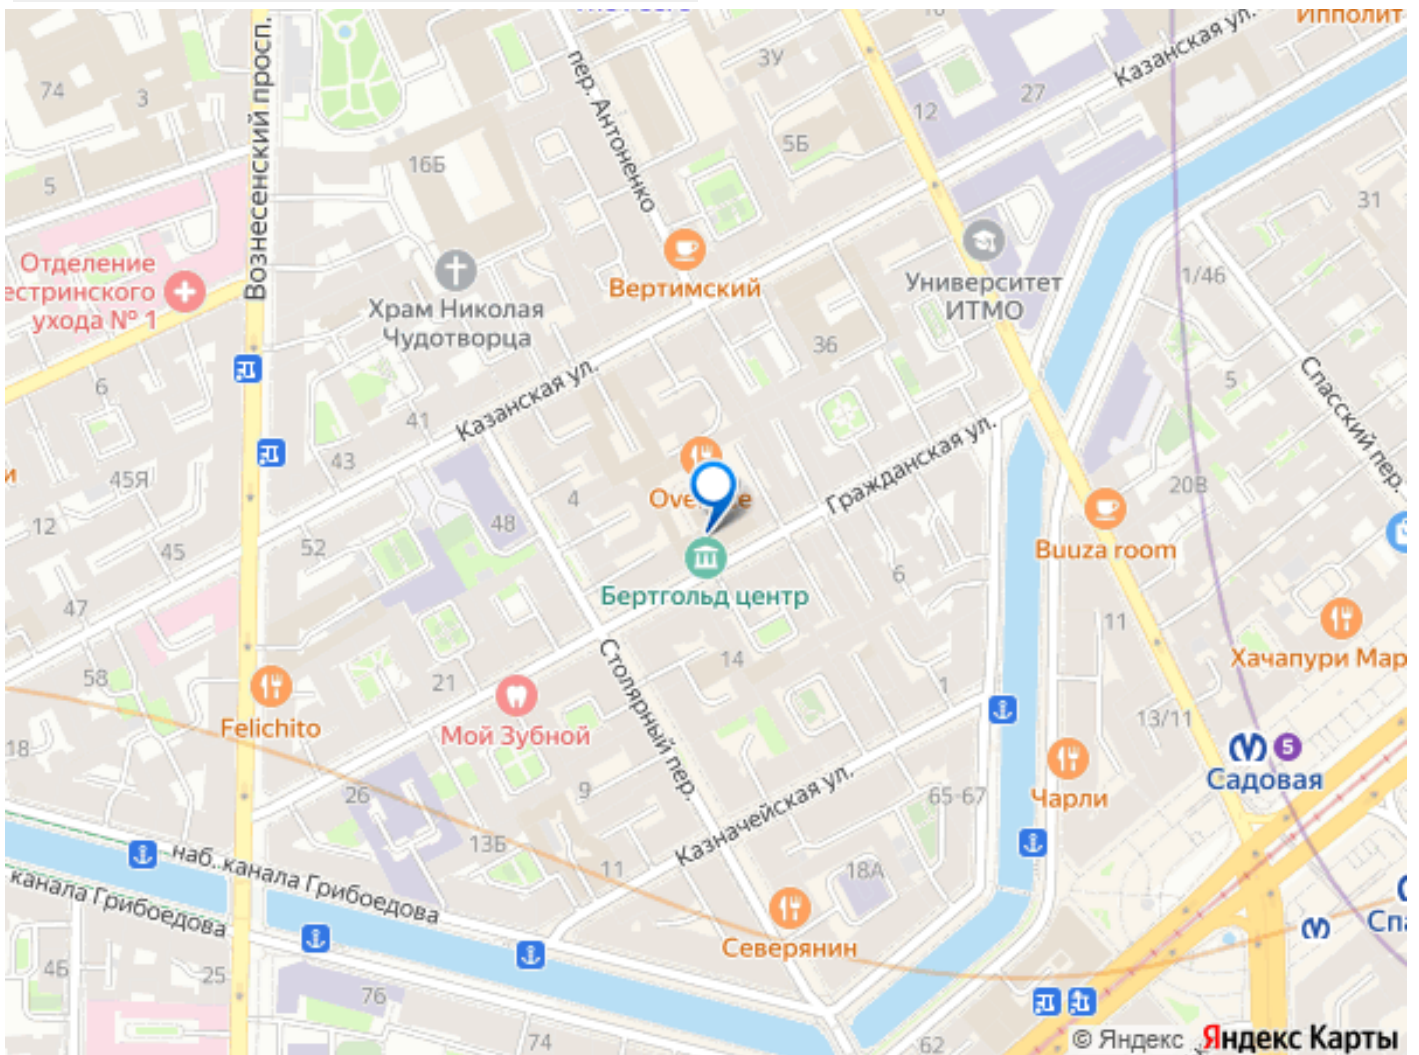 Ипполит
Казанская ул.
пер. Антоненко
Вознесенский просп.
74
3
3У
12
27
5Б
16Б
5
31
Отделение
естринского
ухода № 1
Храм Николая
Чудотворца
Вертимский
Университет
ИТМО
1/46
36
6
41
Казанская ул.
5
Спасский пер.
43
45Я
и
12
45
4
48
52
Гражданская ул.
20В
Buuza room
Бертгольд центр
6
47
11
58
21
14
1
Хачапури Мар
Felichito
Мой Зубной
Столярный пер.
13/11
5
Садовая
18
26
9
Казначейская ул.
65-67
Чарли
13Б
11
18А
наб. канала Грибоедова
канала Грибоедова
Северянин
Спа
4Б
25
76
74
62
© Яндекс
Яндекс Карты